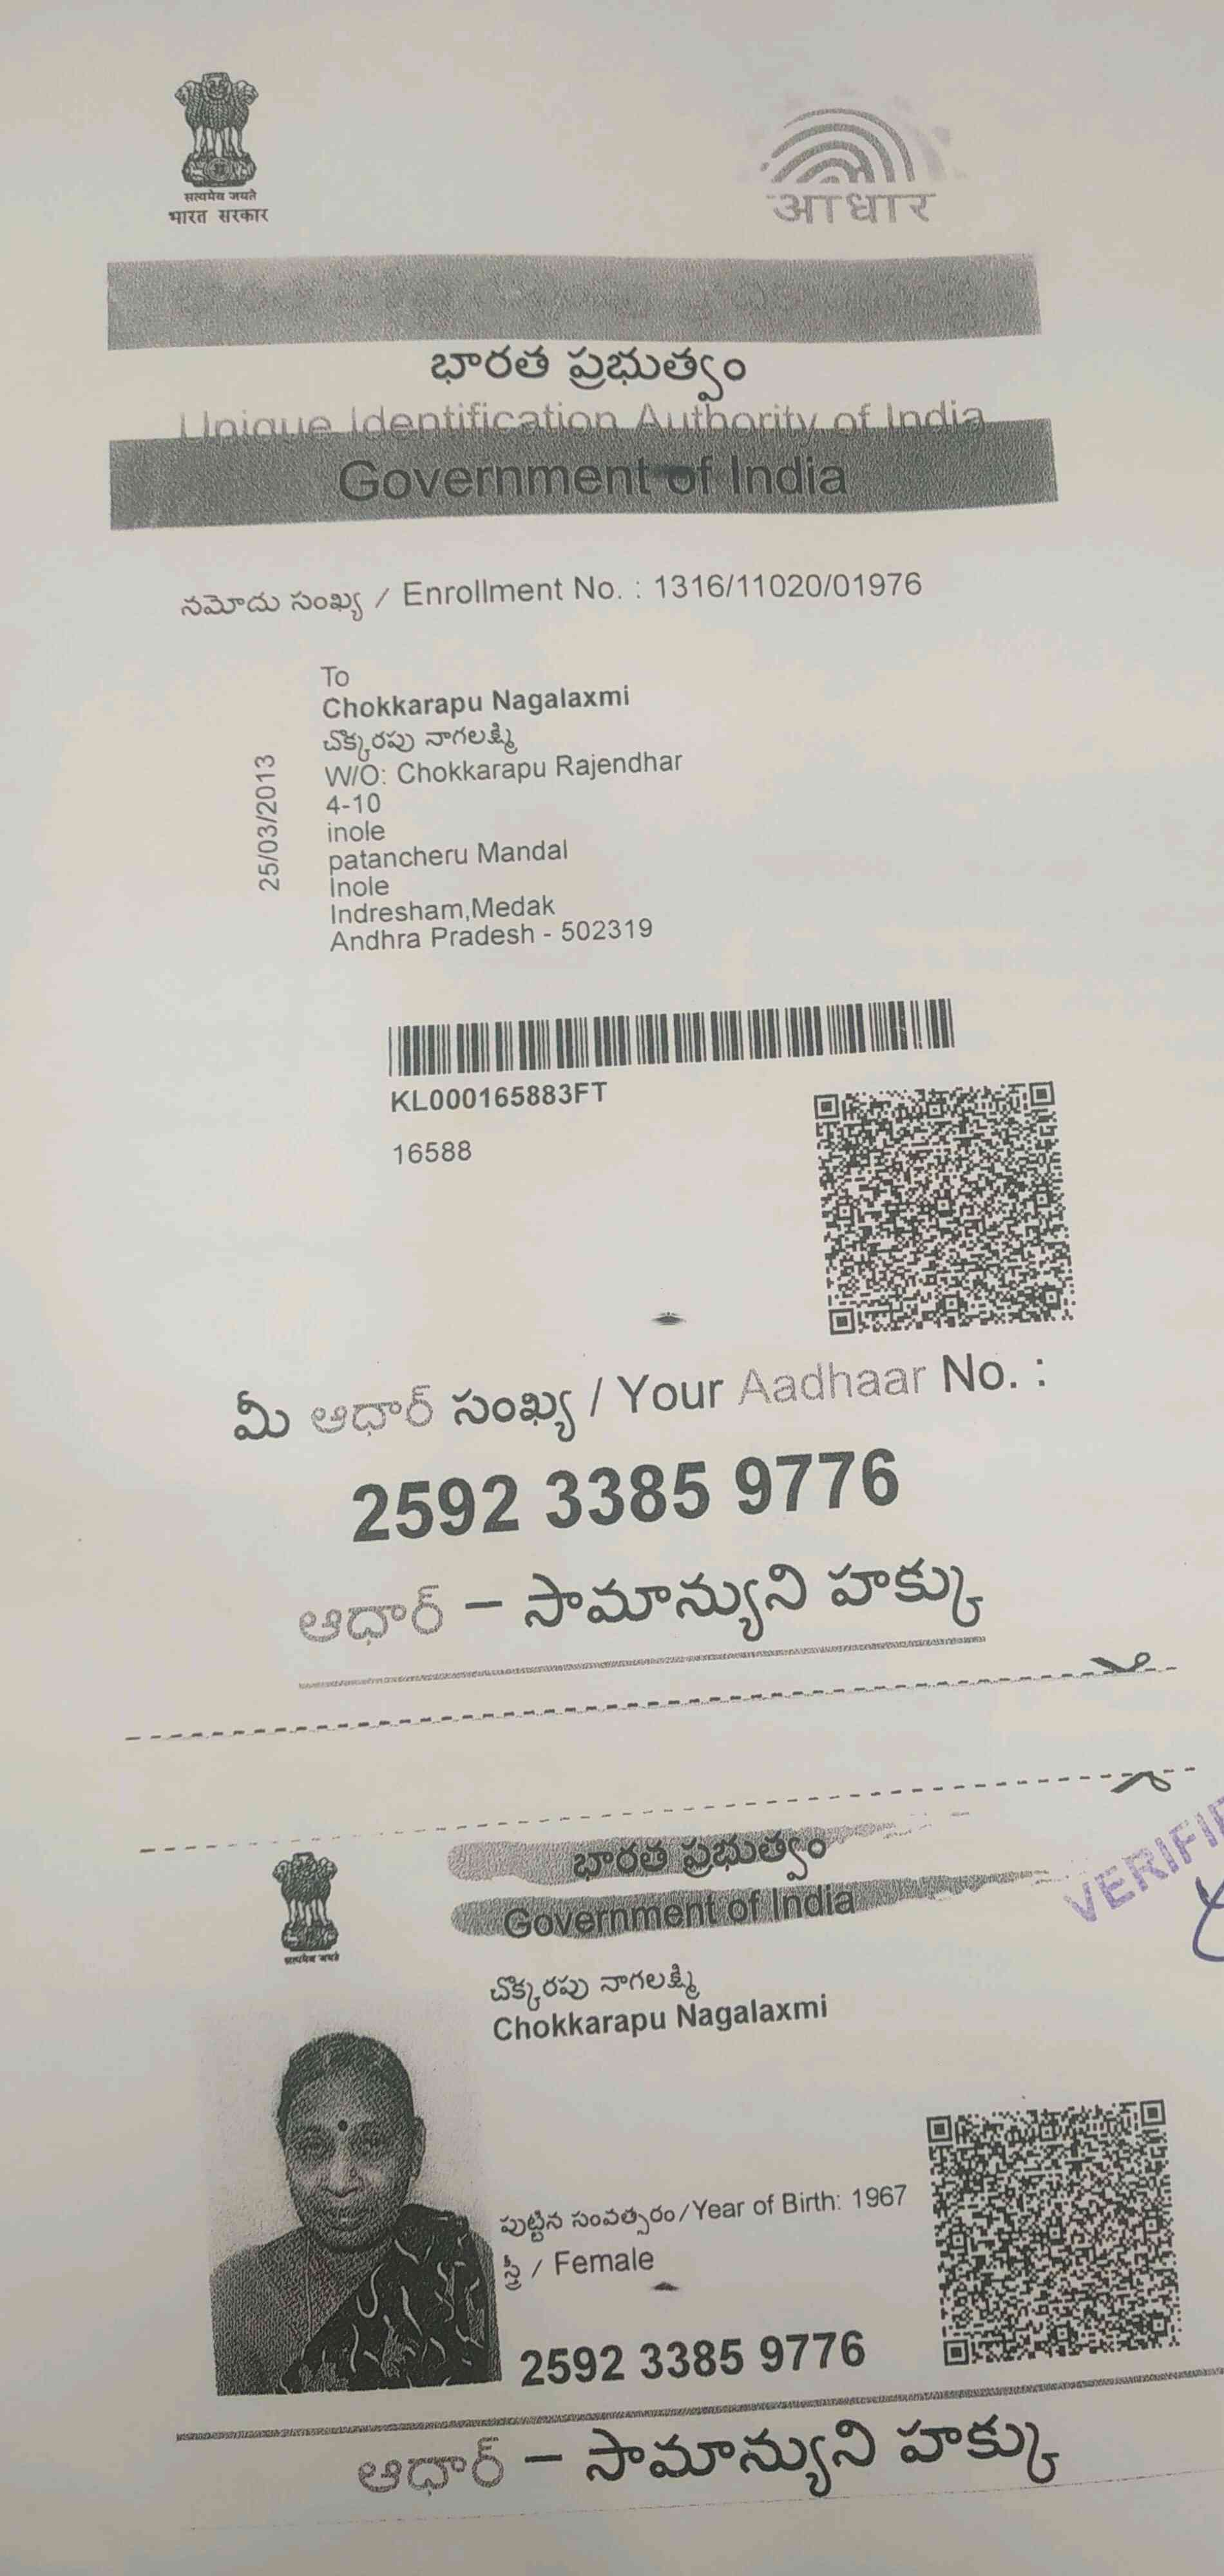 सत्यमेव जयते
भारत सरकार
आधार
భారత ప్రభుత్వం
Unique Identification Authority of India
Government of India
నమోదు సంఖ్య / Enrollment No. : 1316/11020/01976
25/03/2013
To
Chokkarapu Nagalaxmi
చొక్కరపు నాగలక్ష్మి
W/O: Chokkarapu Rajendhar
4-10
inole
patancheru Mandal
Inole
Indresham,Medak
Andhra Pradesh - 502319
KL000165883FT
16588
మీ ఆధార్ సంఖ్య / Your Aadhaar No. :
2592 3385 9776
ఆధార్ – సామాన్యుని హక్కు
భారత ప్రభుత్వం
Government of India
VERIFI
सत्यमेव जयते
చొక్కరపు నాగలక్ష్మి
Chokkarapu Nagalaxmi
పుట్టిన సంవత్సరం/Year of Birth: 1967
స్త్రీ / Female
2592 3385 9776
ఆధార్ – సామాన్యుని హక్కు